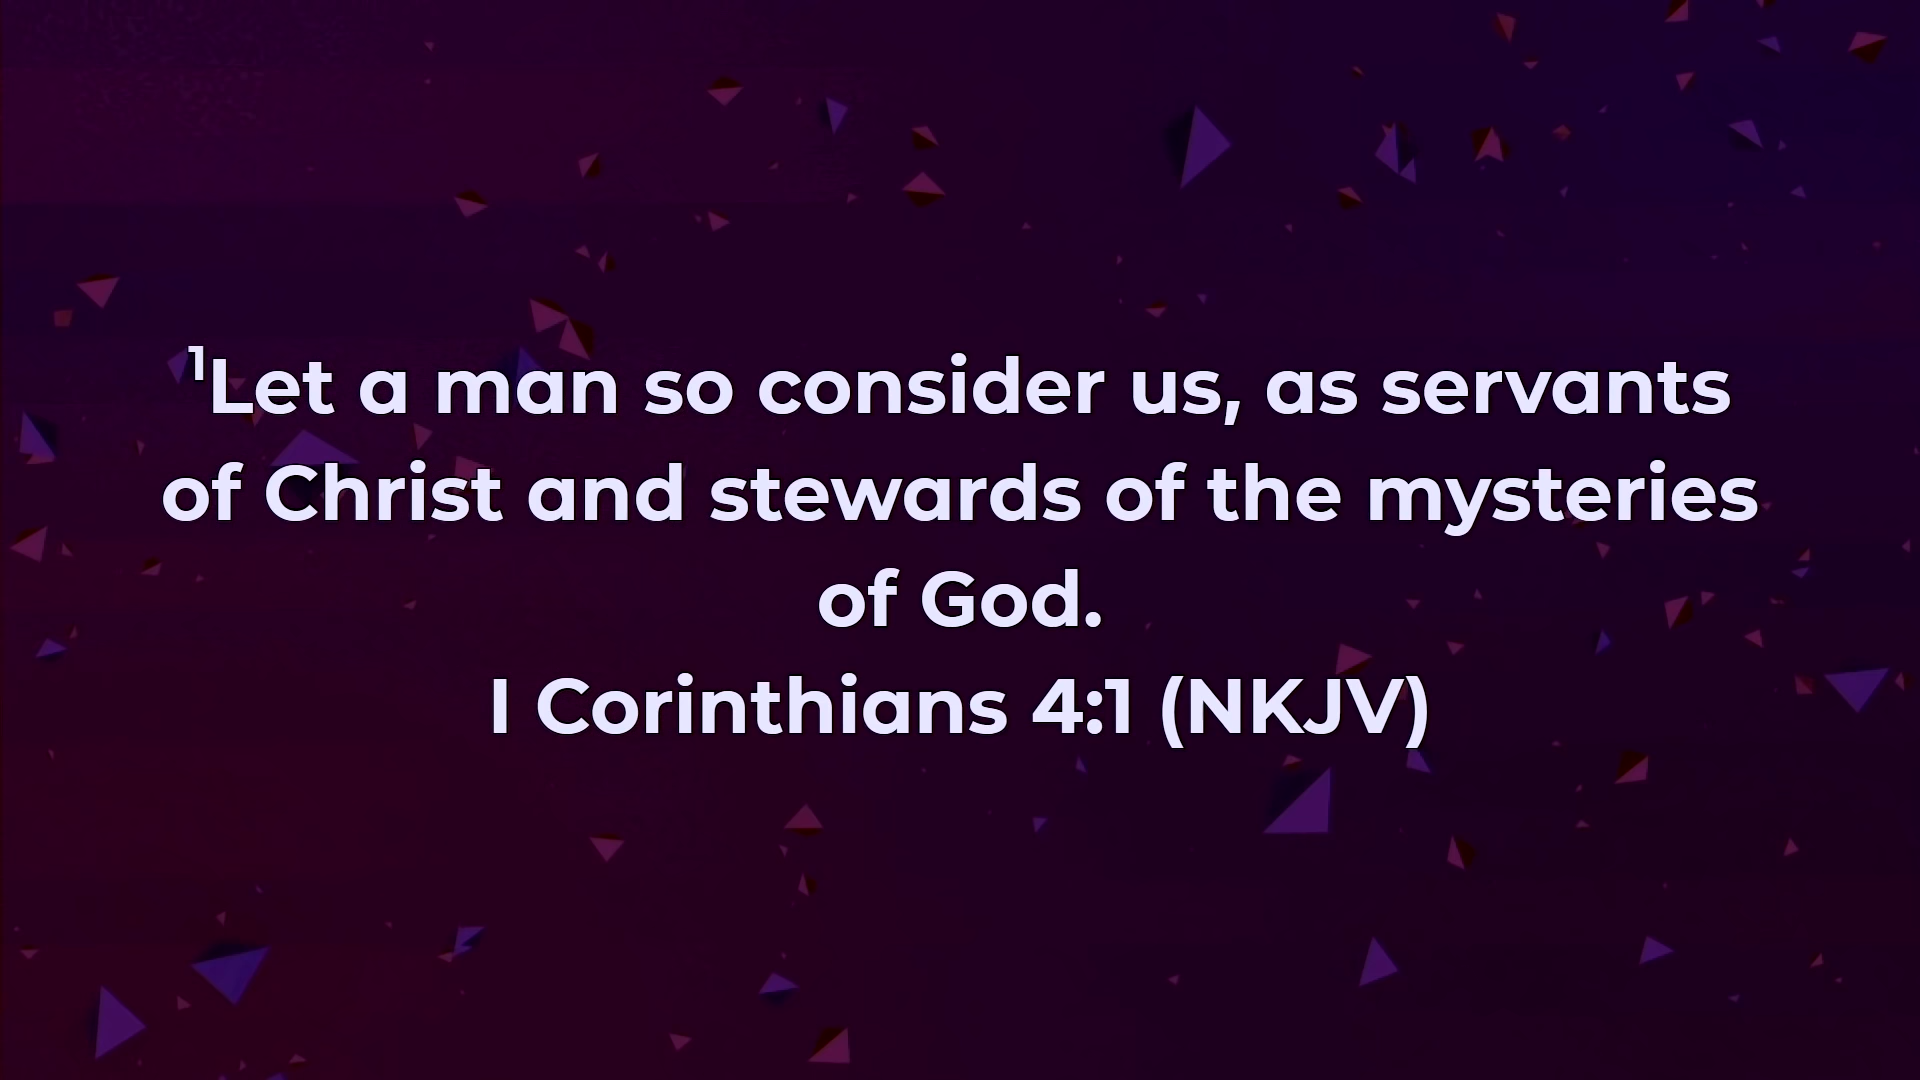 ¹Let a man so consider us, as servants
of Christ and stewards of the mysteries
of God.
I Corinthians 4:1 (NKJV)